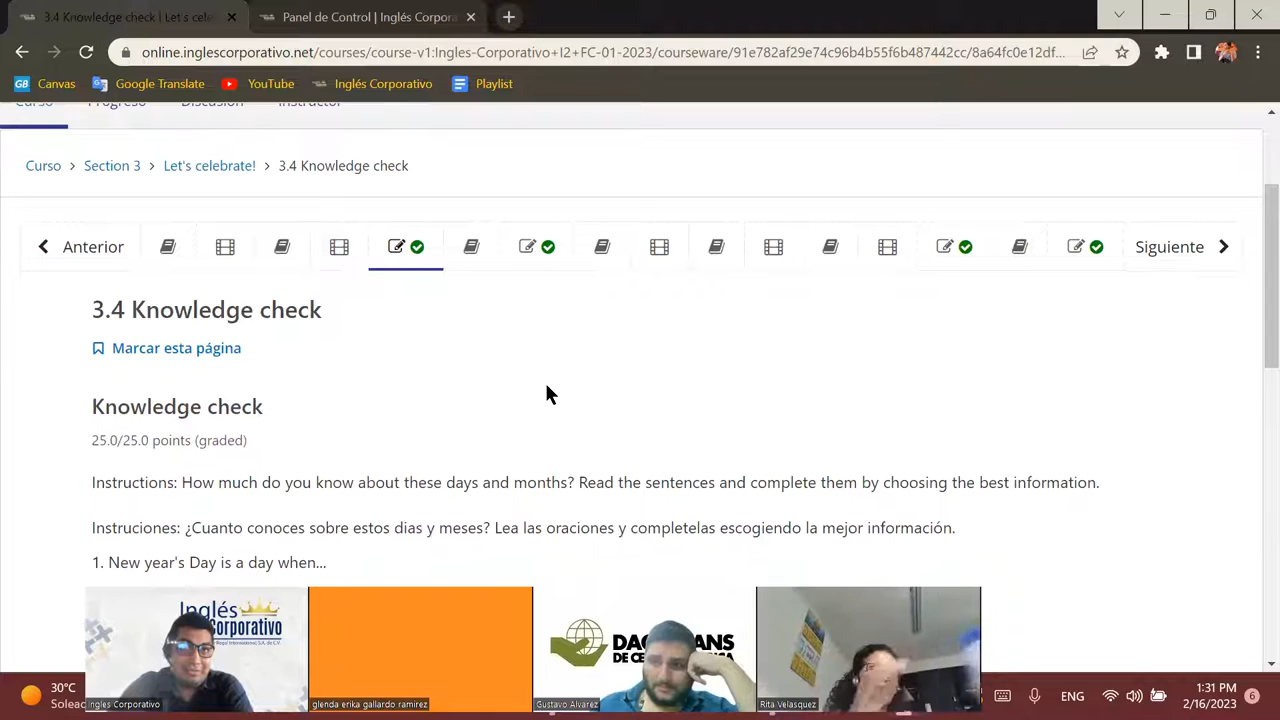 3.4 Knowledge check | Let's cele
Panel de Control | Inglés Corpora
online.inglescorporativo.net/courses/course-v1:Ingles-Corporativo+I2+FC-01-2023/courseware/91e782af29e74c96b4b55f6b487442cc/8a64fc0e12df...
GB Canvas Google Translate YouTube Inglés Corporativo Playlist
Curso Progreso Discusión Instructor
Curso > Section 3 > Let's celebrate! > 3.4 Knowledge check
Anterior Siguiente
3.4 Knowledge check
Marcar esta página
Knowledge check
25.0/25.0 points (graded)
Instructions: How much do you know about these days and months? Read the sentences and complete them by choosing the best information.
Instruciones: ¿Cuanto conoces sobre estos dias y meses? Lea las oraciones y completelas escogiendo la mejor información.
1. New year's Day is a day when...
Inglés
Corporativo
Ingles Corporativo
glenda erika gallardo ramirez
Gustavo Alvarez
Rita Velasquez
30°C
Solead
ENG
1:31 PM
2/16/2023
6